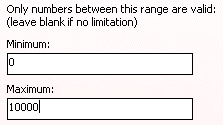 Only numbers between this range are valid:
(leave blank if no limitation)
Minimum:
0
Maximum:
10000